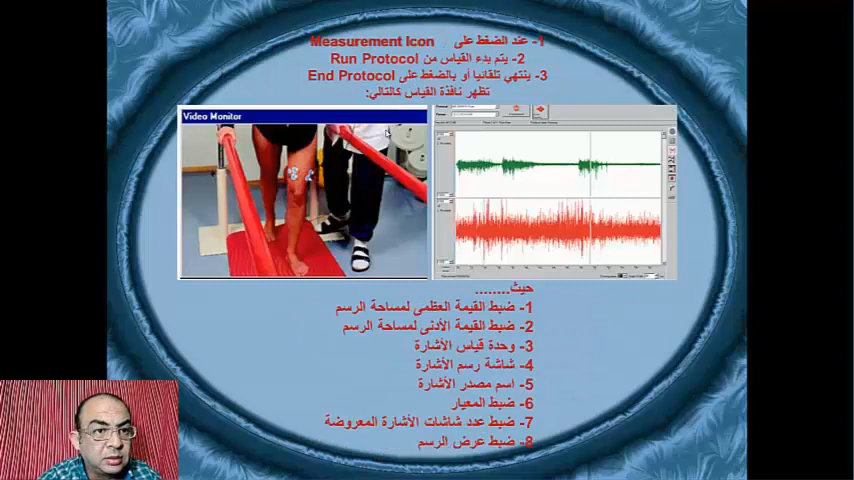 1- عند الضغط على Measurement Icon
2- يتم بدء القياس من Run Protocol
3- ينتهي تلقائيا أو بالضغط على End Protocol
تظهر نافذة القياس كالتالي:
Video Monitor
حيث........
1- ضبط القيمة العظمى لمساحة الرسم
2- ضبط القيمة الأدنى لمساحة الرسم
3- وحدة قياس الأشارة
4- شاشة رسم الأشارة
5- اسم مصدر الأشارة
6- ضبط المعيار
7- ضبط عدد شاشات الأشارة المعروضة
8- ضبط عرض الرسم